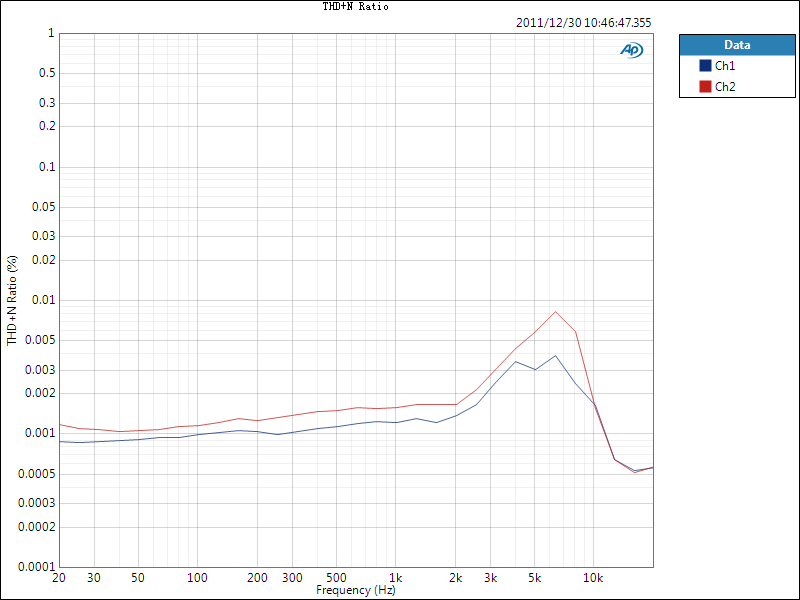 THD+N Ratio
2011/12/30 10:46:47.355
AP
Data
Ch1
Ch2
THD+N Ratio (%)
1
0.5
0.3
0.2
0.1
0.05
0.03
0.02
0.01
0.005
0.003
0.002
0.001
0.0005
0.0003
0.0002
0.0001
20 30 50 100 200 300 500 1k 2k 3k 5k 10k
Frequency (Hz)